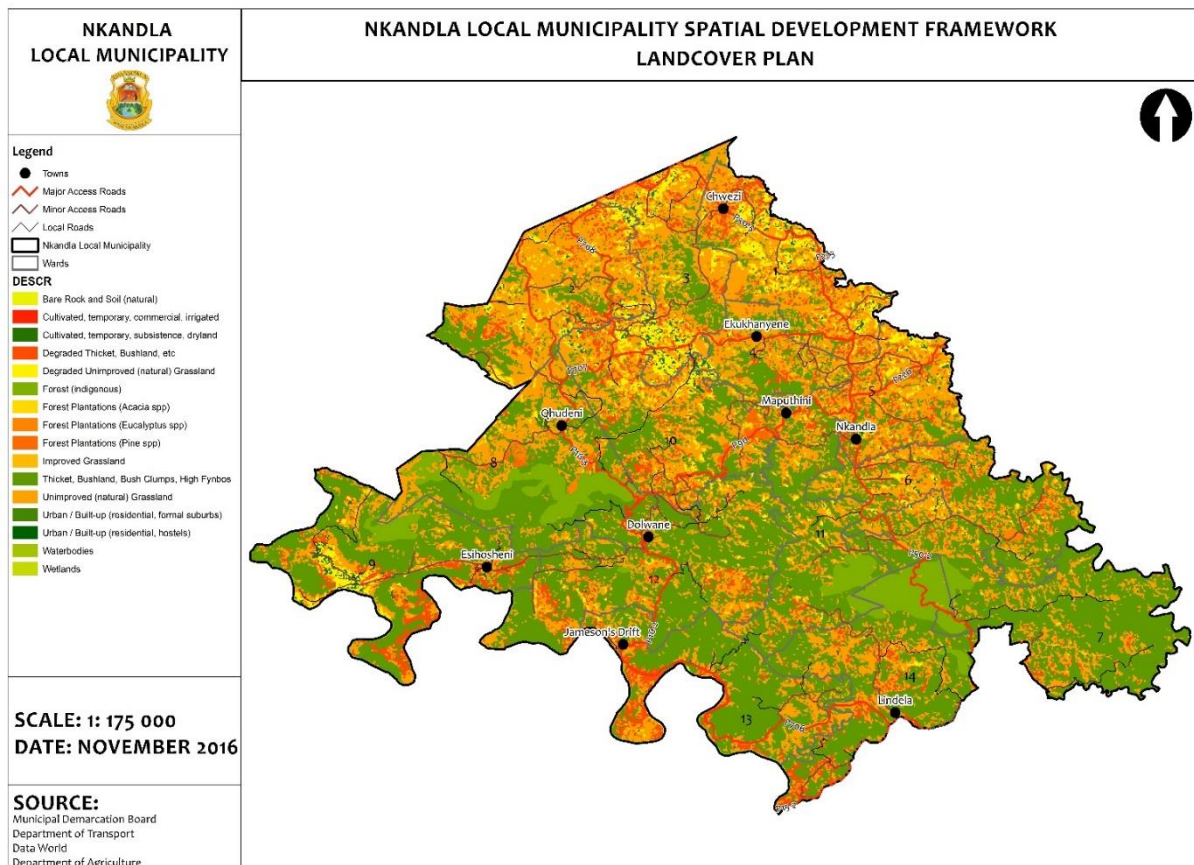 NKANDLA
LOCAL MUNICIPALITY
NKANDLA LOCAL MUNICIPALITY SPATIAL DEVELOPMENT FRAMEWORK
LANDCOVER PLAN
Legend
Towns
Major Access Roads
Minor Access Roads
Local Roads
Nkandla Local Municipality
Wards
DESCR
Bare Rock and Soil (natural)
Cultivated, temporary, commercial, irrigated
Cultivated, temporary, subsistence, dryland
Degraded Thicket, Bushland, etc
Degraded Unimproved (natural) Grassland
Forest (indigenous)
Forest Plantations (Acacia spp)
Forest Plantations (Eucalyptus spp)
Forest Plantations (Pine spp)
Improved Grassland
Thicket, Bushland, Bush Clumps, High Fynbos
Unimproved (natural) Grassland
Urban / Built-up (residential, formal suburbs)
Urban / Built-up (residential, hostels)
Waterbodies
Wetlands
SCALE: 1: 175 000
DATE: NOVEMBER 2016
SOURCE:
Municipal Demarcation Board
Department of Transport
Data World
Department of Agriculture
Chwezi
1
2
3
Ekukhanyene
4
5
Maputhini
Qhudeni
Nkandla
10
8
6
Dolwane
11
Esihosheni
9
12
Jameson's Drift
7
14
13
Lindela